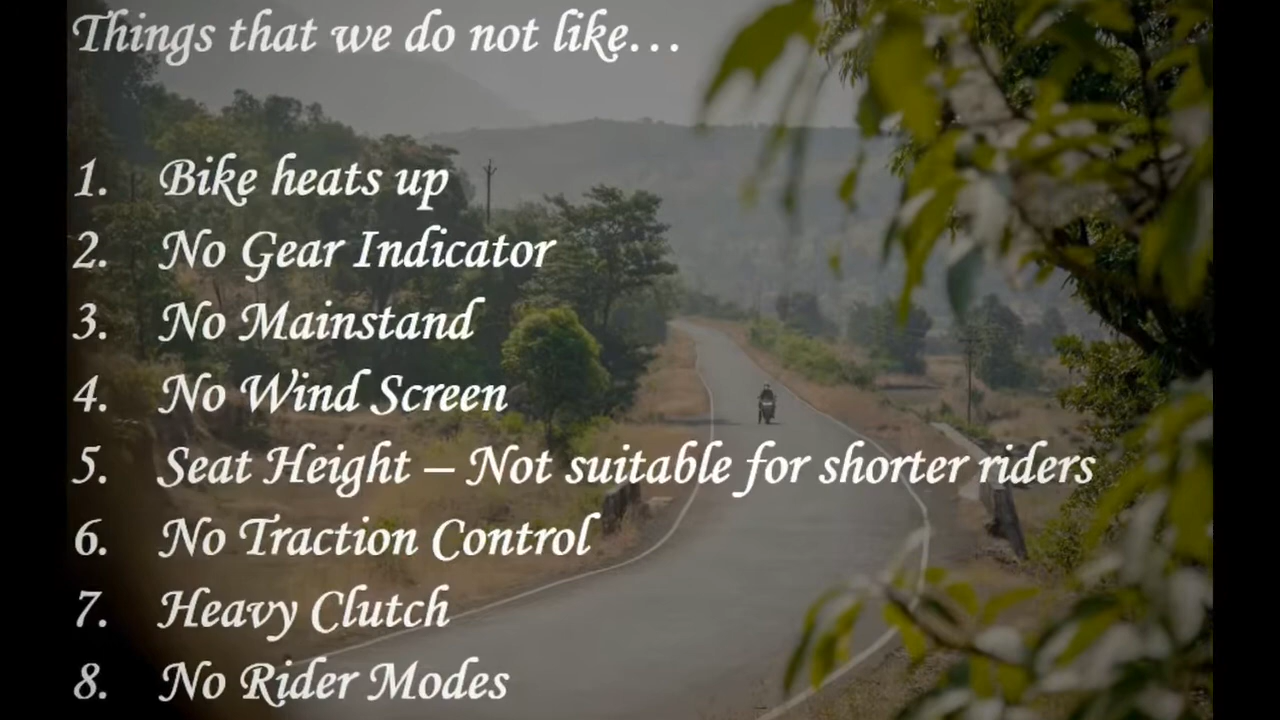 Things that we do not like...
1. Bike heats up
2. No Gear Indicator
3. No Mainstand
4. No Wind Screen
5. Seat Height – Not suitable for shorter riders
6. No Traction Control
7. Heavy Clutch
8. No Rider Modes